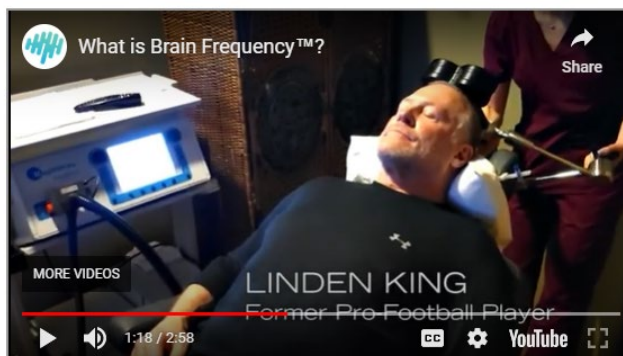 What is Brain Frequency™?
Share
MORE VIDEOS
LINDEN KING
Former Pro Football Player
1:18 / 2:58
CC
YouTube